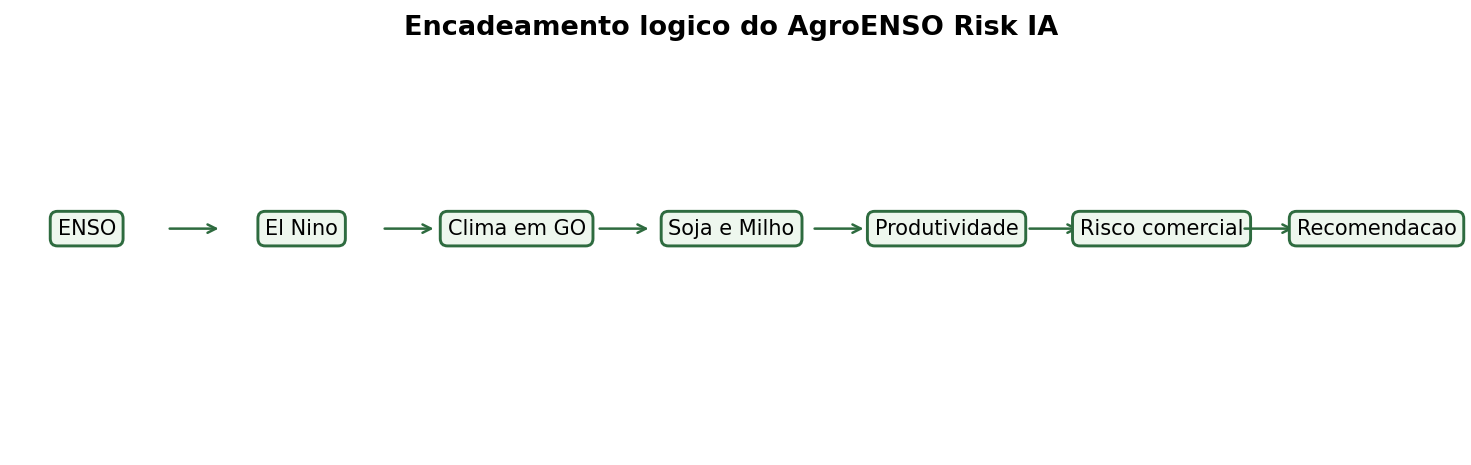 Encadeamento logico do AgroENSO Risk IA
ENSO
El Nino
Clima em GO
Soja e Milho
Produtividade
Risco comercial
Recomendacao